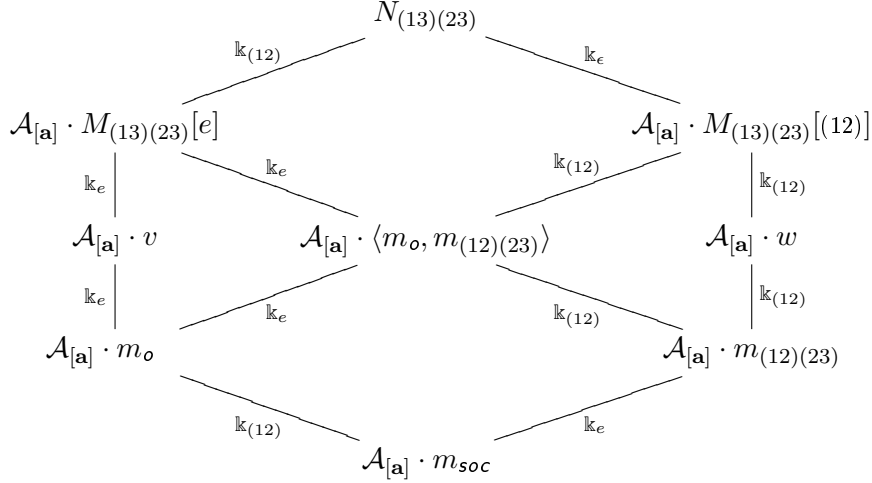 N_{(13)(23)}
𝕜_{(12)} 𝕜_ϵ
𝒜_{[𝐚]} · M_{(13)(23)}[e] 𝒜_{[𝐚]} · M_{(13)(23)}[(12)]
𝕜_e 𝕜_e 𝕜_{(12)} 𝕜_{(12)}
𝒜_{[𝐚]} · v 𝒜_{[𝐚]} · ⟨m_o, m_{(12)(23)}⟩ 𝒜_{[𝐚]} · w
𝕜_e 𝕜_e 𝕜_{(12)} 𝕜_{(12)}
𝒜_{[𝐚]} · m_o 𝒜_{[𝐚]} · m_{(12)(23)}
𝕜_{(12)} 𝕜_e
𝒜_{[𝐚]} · m_{soc}